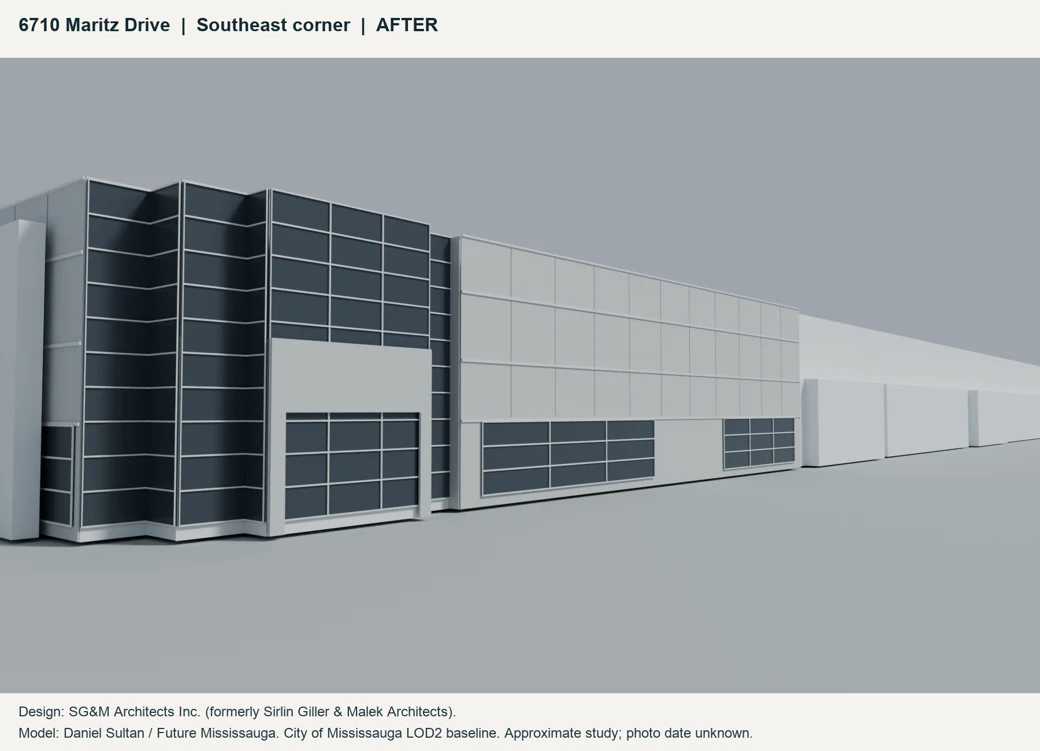 6710 Maritz Drive | Southeast corner | AFTER
Design: SG&M Architects Inc. (formerly Sirlin Giller & Malek Architects).
Model: Daniel Sultan / Future Mississauga. City of Mississauga LOD2 baseline. Approximate study; photo date unknown.